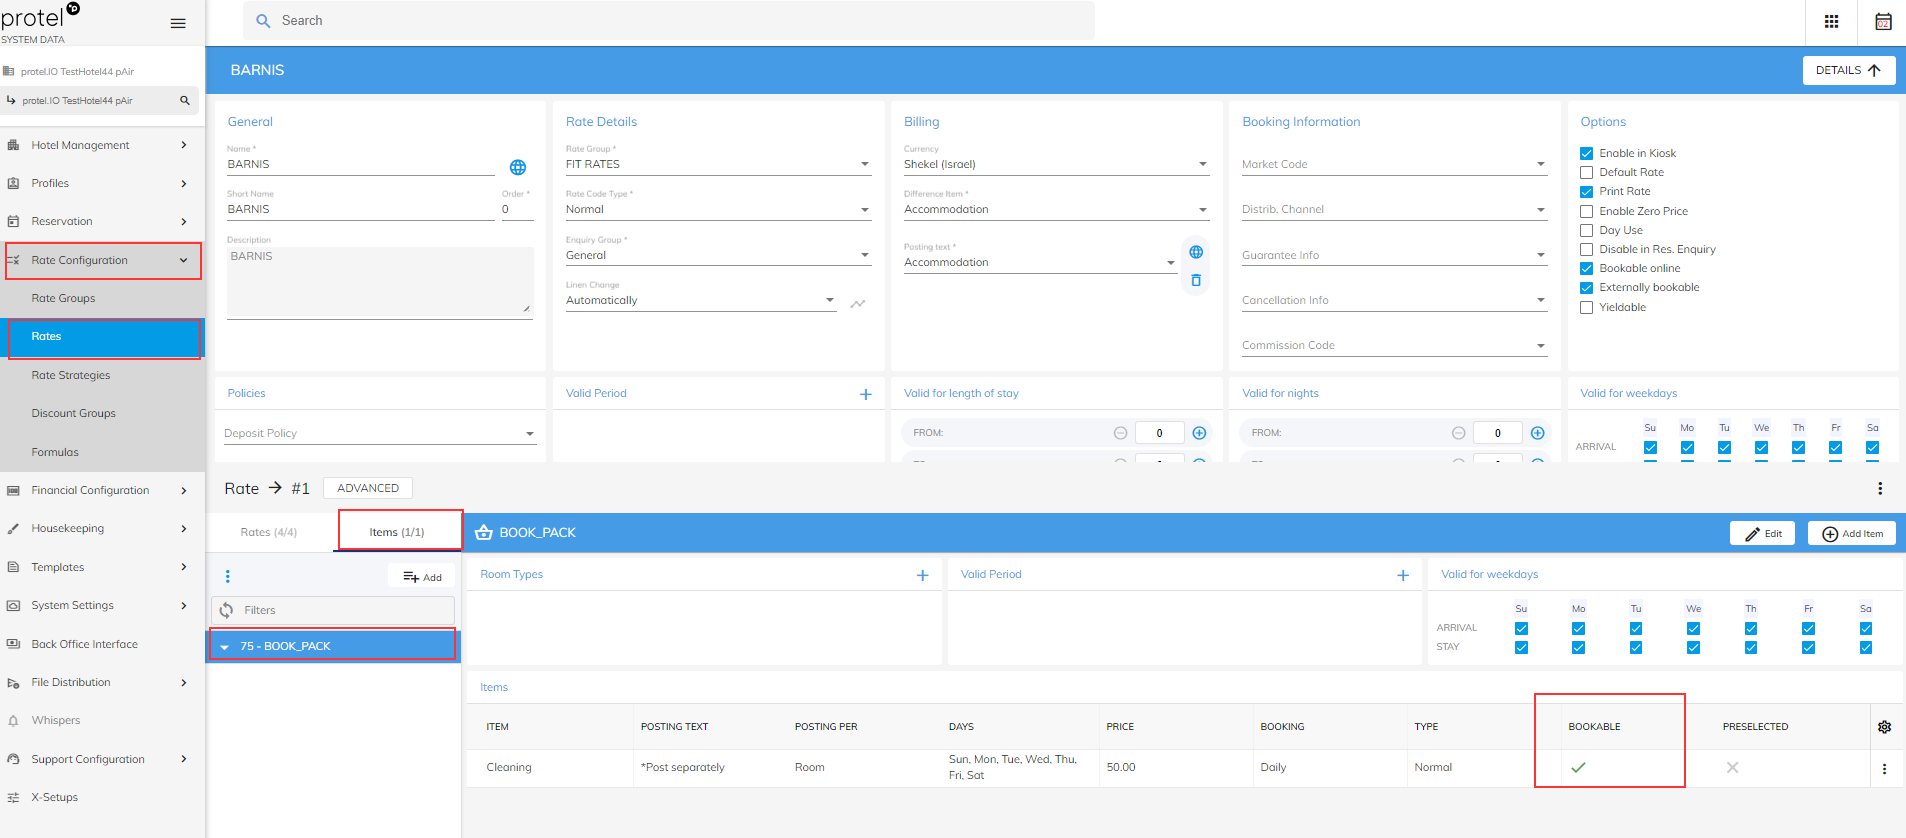 protel
SYSTEM DATA
protel.IO TestHotel44 pAir
protel.IO TestHotel44 pAir
Hotel Management
Profiles
Reservation
Rate Configuration
Rate Groups
Rates
Rate Strategies
Discount Groups
Formulas
Financial Configuration
Housekeeping
Templates
System Settings
Back Office Interface
File Distribution
Whispers
Support Configuration
X-Setups
Search
02
BARNIS
DETAILS
General
Name *
BARNIS
Short Name Order *
BARNIS 0
Description
BARNIS
Rate Details
Rate Group *
FIT RATES
Rate Code Type *
Normal
Enquiry Group *
General
Linen Change
Automatically
Billing
Currency
Shekel (Israel)
Difference Item *
Accommodation
Posting text *
Accommodation
Booking Information
Market Code
Distrib. Channel
Guarantee Info
Cancellation Info
Commission Code
Options
Enable in Kiosk
Default Rate
Print Rate
Enable Zero Price
Day Use
Disable in Res. Enquiry
Bookable online
Externally bookable
Yieldable
Policies
Deposit Policy
Valid Period
Valid for length of stay
FROM: 0
Valid for nights
FROM: 0
Valid for weekdays
Su Mo Tu We Th Fr Sa
ARRIVAL
Rate → #1 ADVANCED
Rates (4/4) Items (1/1)
BOOK_PACK Edit Add Item
Add
Filters
75 - BOOK_PACK
Room Types
Valid Period
Valid for weekdays
Su Mo Tu We Th Fr Sa
ARRIVAL
STAY
Items
ITEM POSTING TEXT POSTING PER DAYS PRICE BOOKING TYPE BOOKABLE PRESELECTED
Cleaning *Post separately Room Sun, Mon, Tue, Wed, Thu, Fri, Sat 50.00 Daily Normal